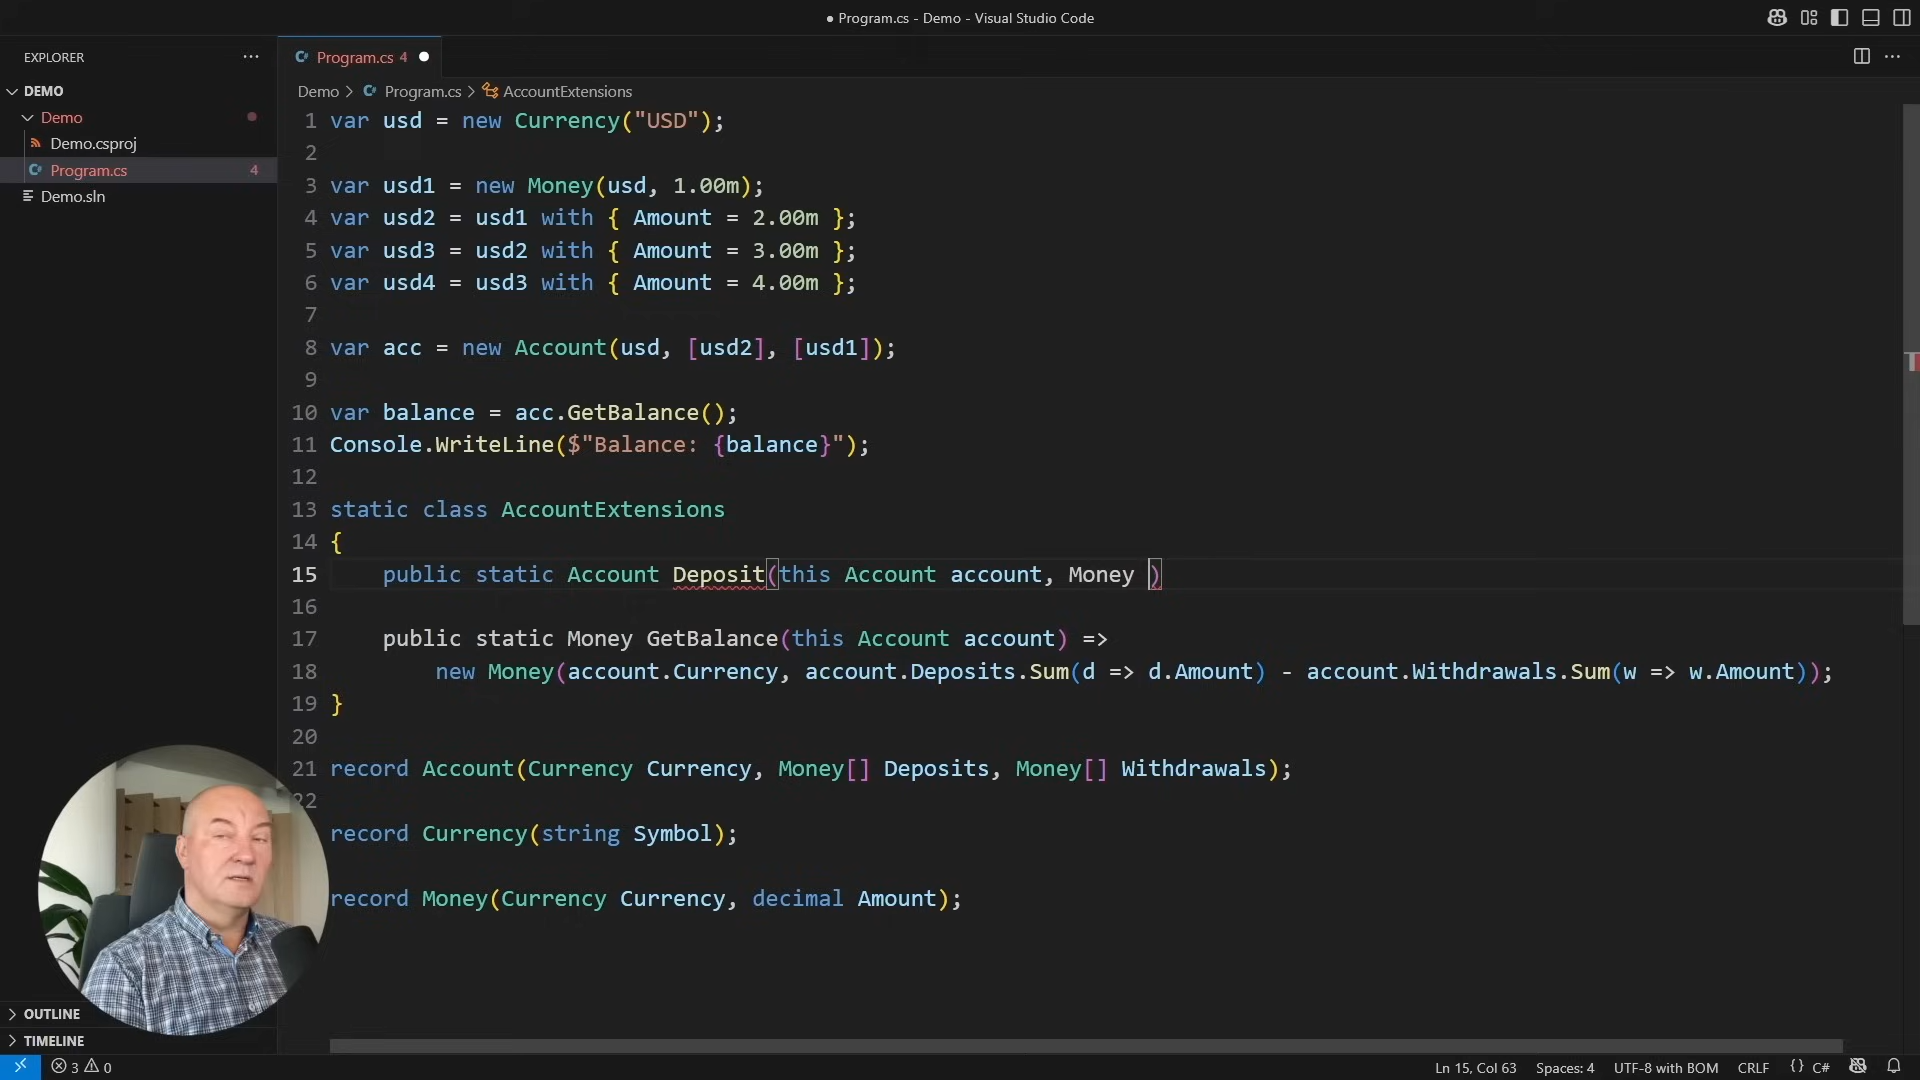 ● Program.cs - Demo - Visual Studio Code
EXPLORER
DEMO
Demo
Demo.csproj
Program.cs 4
Demo.sln
Program.cs 4
Demo > Program.cs > AccountExtensions
1 var usd = new Currency("USD");
2
3 var usd1 = new Money(usd, 1.00m);
4 var usd2 = usd1 with { Amount = 2.00m };
5 var usd3 = usd2 with { Amount = 3.00m };
6 var usd4 = usd3 with { Amount = 4.00m };
7
8 var acc = new Account(usd, [usd2], [usd1]);
9
10 var balance = acc.GetBalance();
11 Console.WriteLine($"Balance: {balance}");
12
13 static class AccountExtensions
14 {
15     public static Account Deposit(this Account account, Money )
16
17     public static Money GetBalance(this Account account) =>
18         new Money(account.Currency, account.Deposits.Sum(d => d.Amount) - account.Withdrawals.Sum(w => w.Amount));
19 }
20
21 record Account(Currency Currency, Money[] Deposits, Money[] Withdrawals);
22
record Currency(string Symbol);
record Money(Currency Currency, decimal Amount);
OUTLINE
TIMELINE
3 0
Ln 15, Col 63
Spaces: 4
UTF-8 with BOM
CRLF
{} C#